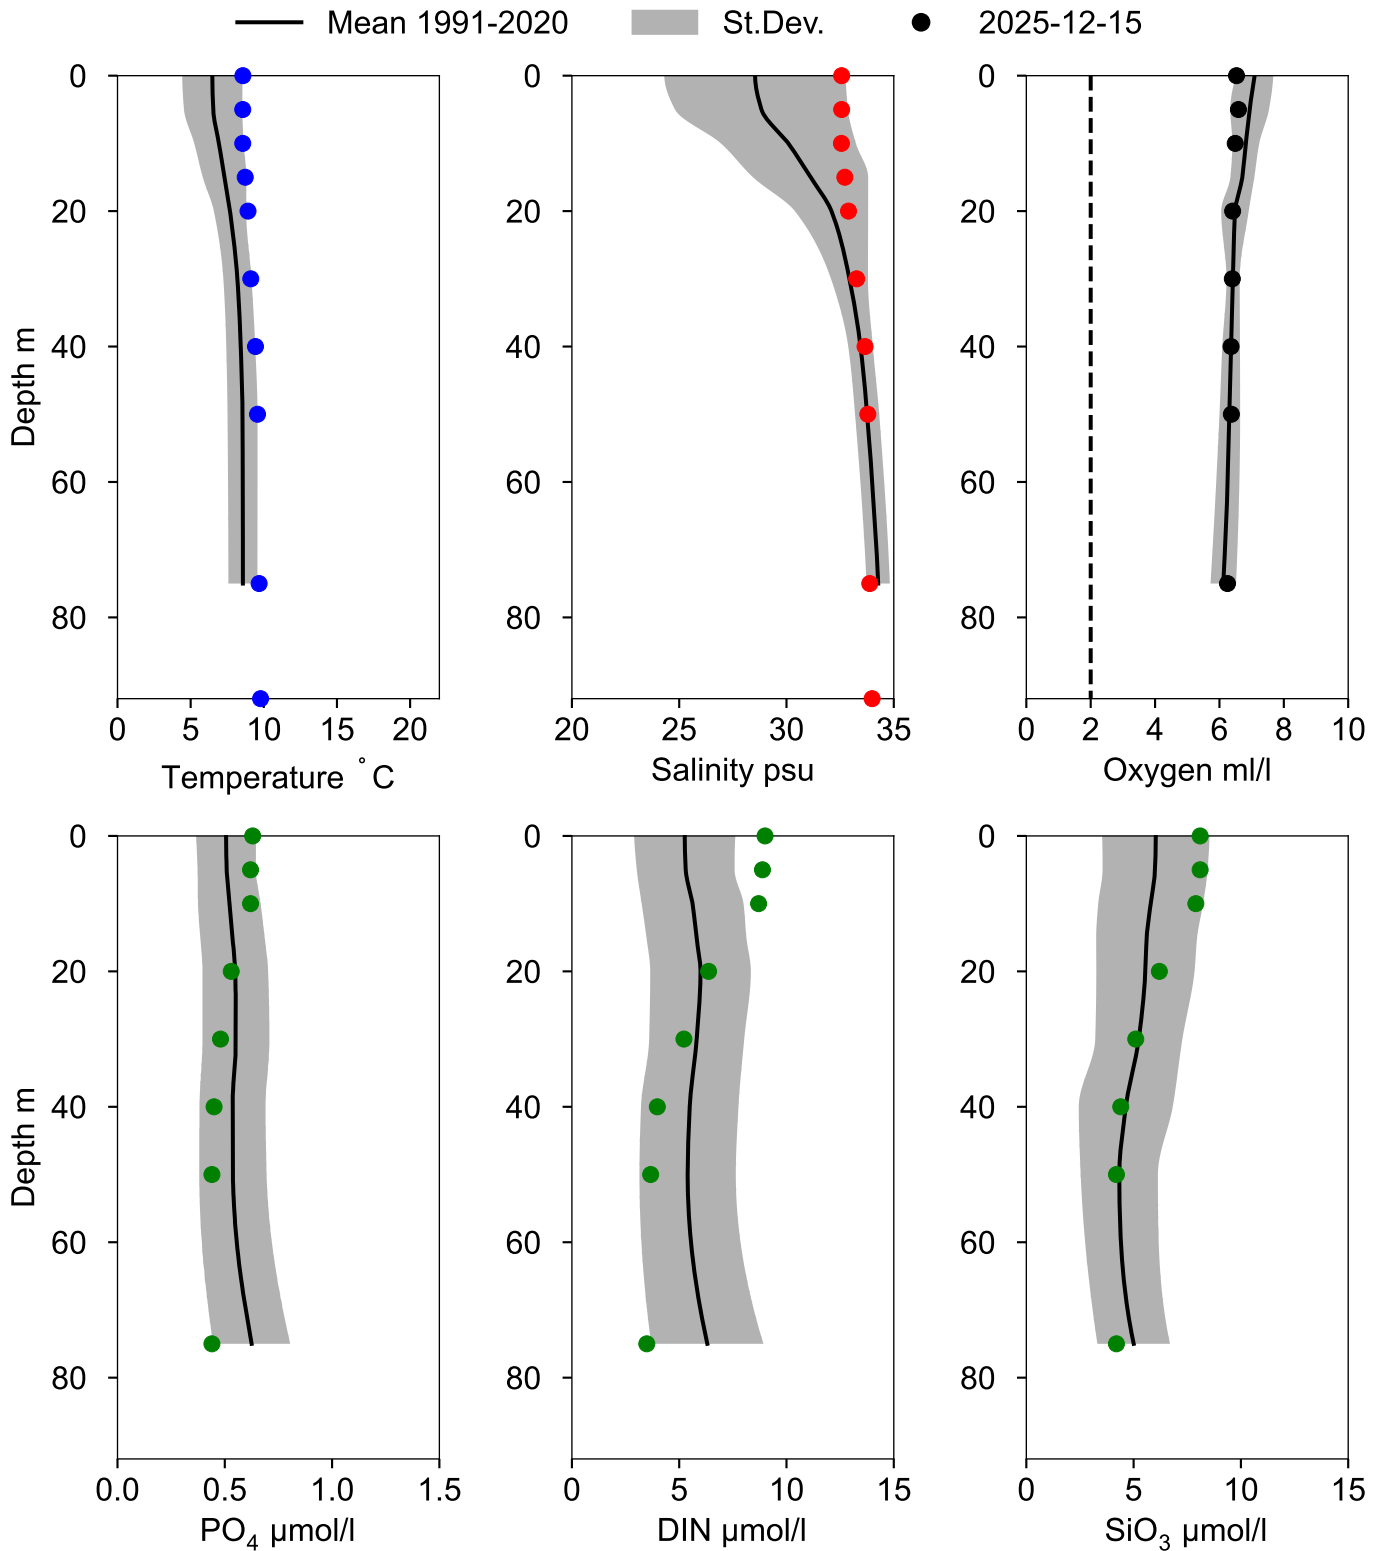 Mean 1991-2020 St.Dev. 2025-12-15
0 0 0
20 20 20
40 40 40
60 60 60
80 80 80
Depth m
0 5 10 15 20 20 25 30 35 0 2 4 6 8 10
Temperature °C Salinity psu Oxygen ml/l
0 0 0
20 20 20
40 40 40
60 60 60
80 80 80
Depth m
0.0 0.5 1.0 1.5 0 5 10 15 0 5 10 15
PO₄ µmol/l DIN µmol/l SiO₃ µmol/l